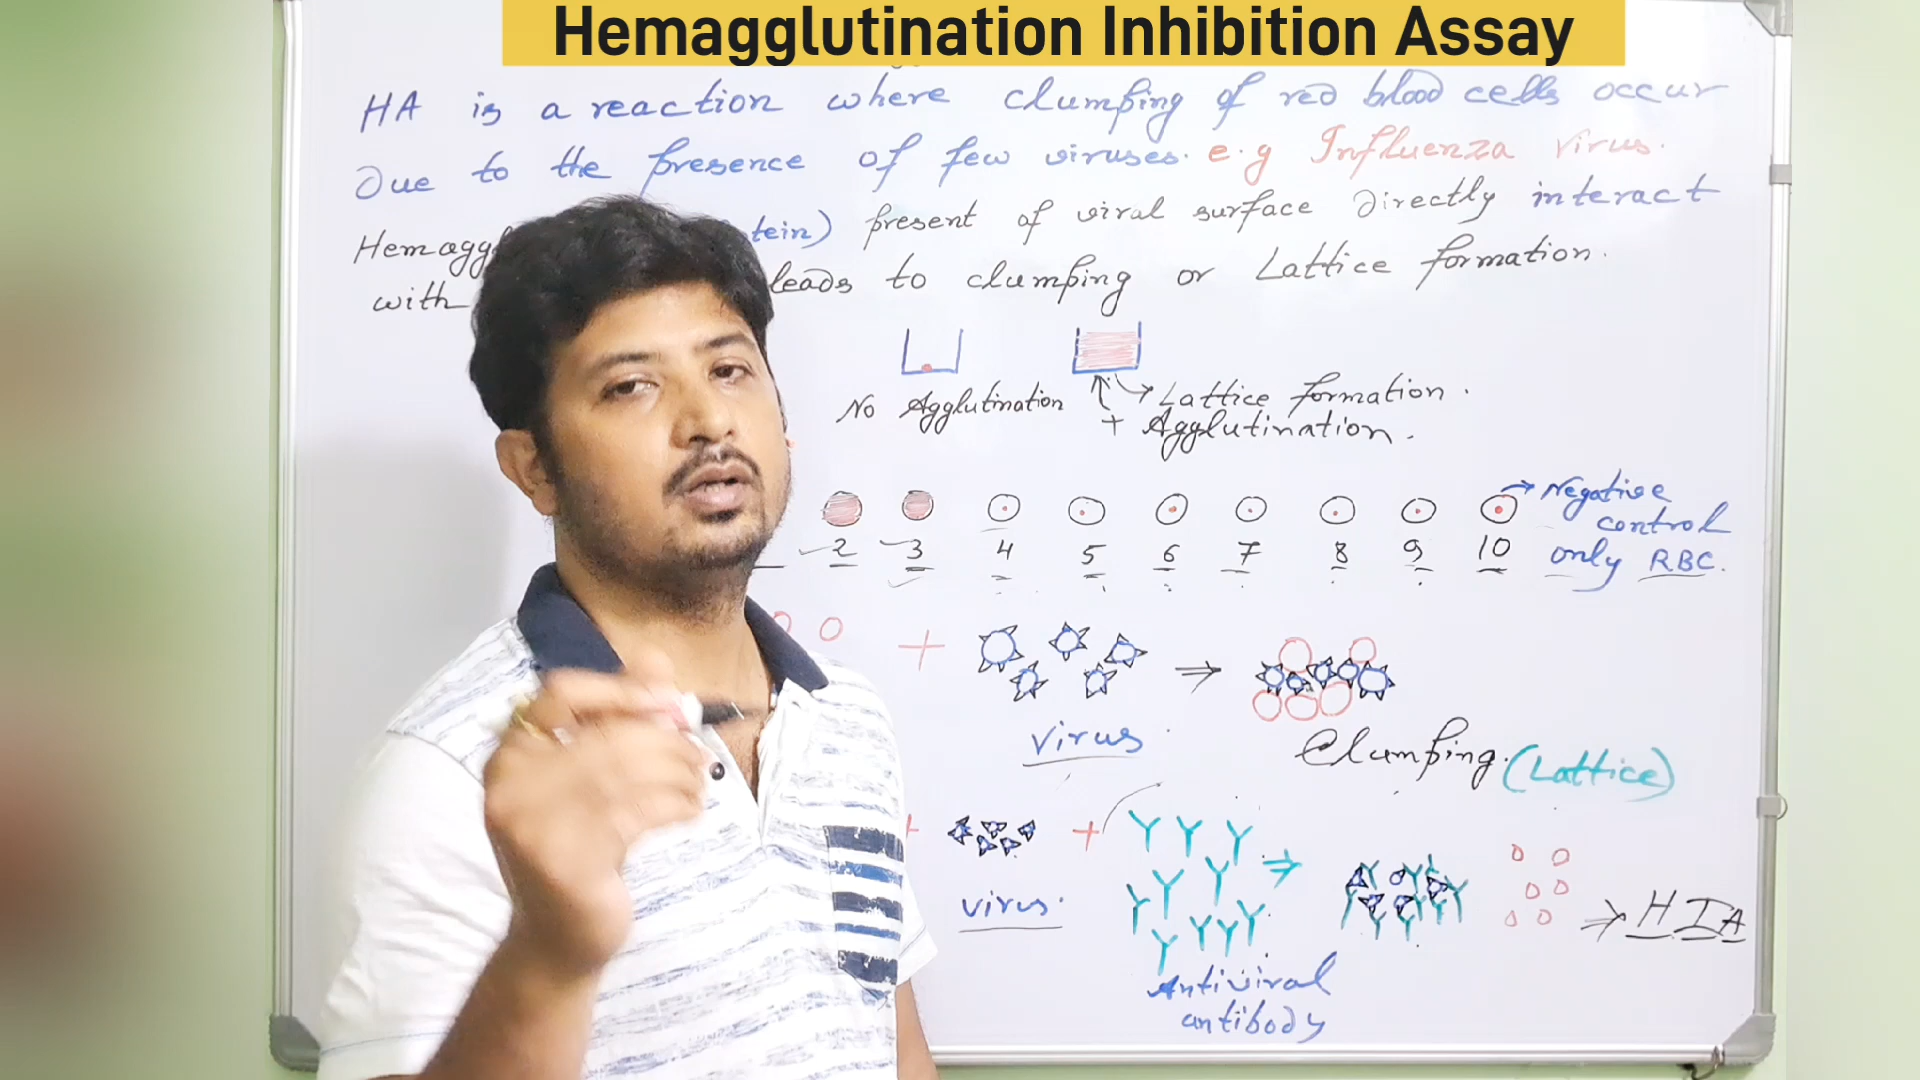 Hemagglutination Inhibition Assay
HA is a reaction where clumping of red blood cells occur
Due to the presence of few viruses. e.g Influenza virus.
Hemaggl tein) present of viral surface Directly interact
with leads to clumping or Lattice formation.
No Agglutination
Lattice formation.
+ Agglutination.
2 3 4 5 6 7 8 9 10
Negative
control
only RBC.
+
Virus
Clumping. (Lattice)
+ +
virus.
Antiviral
antibody
HIA